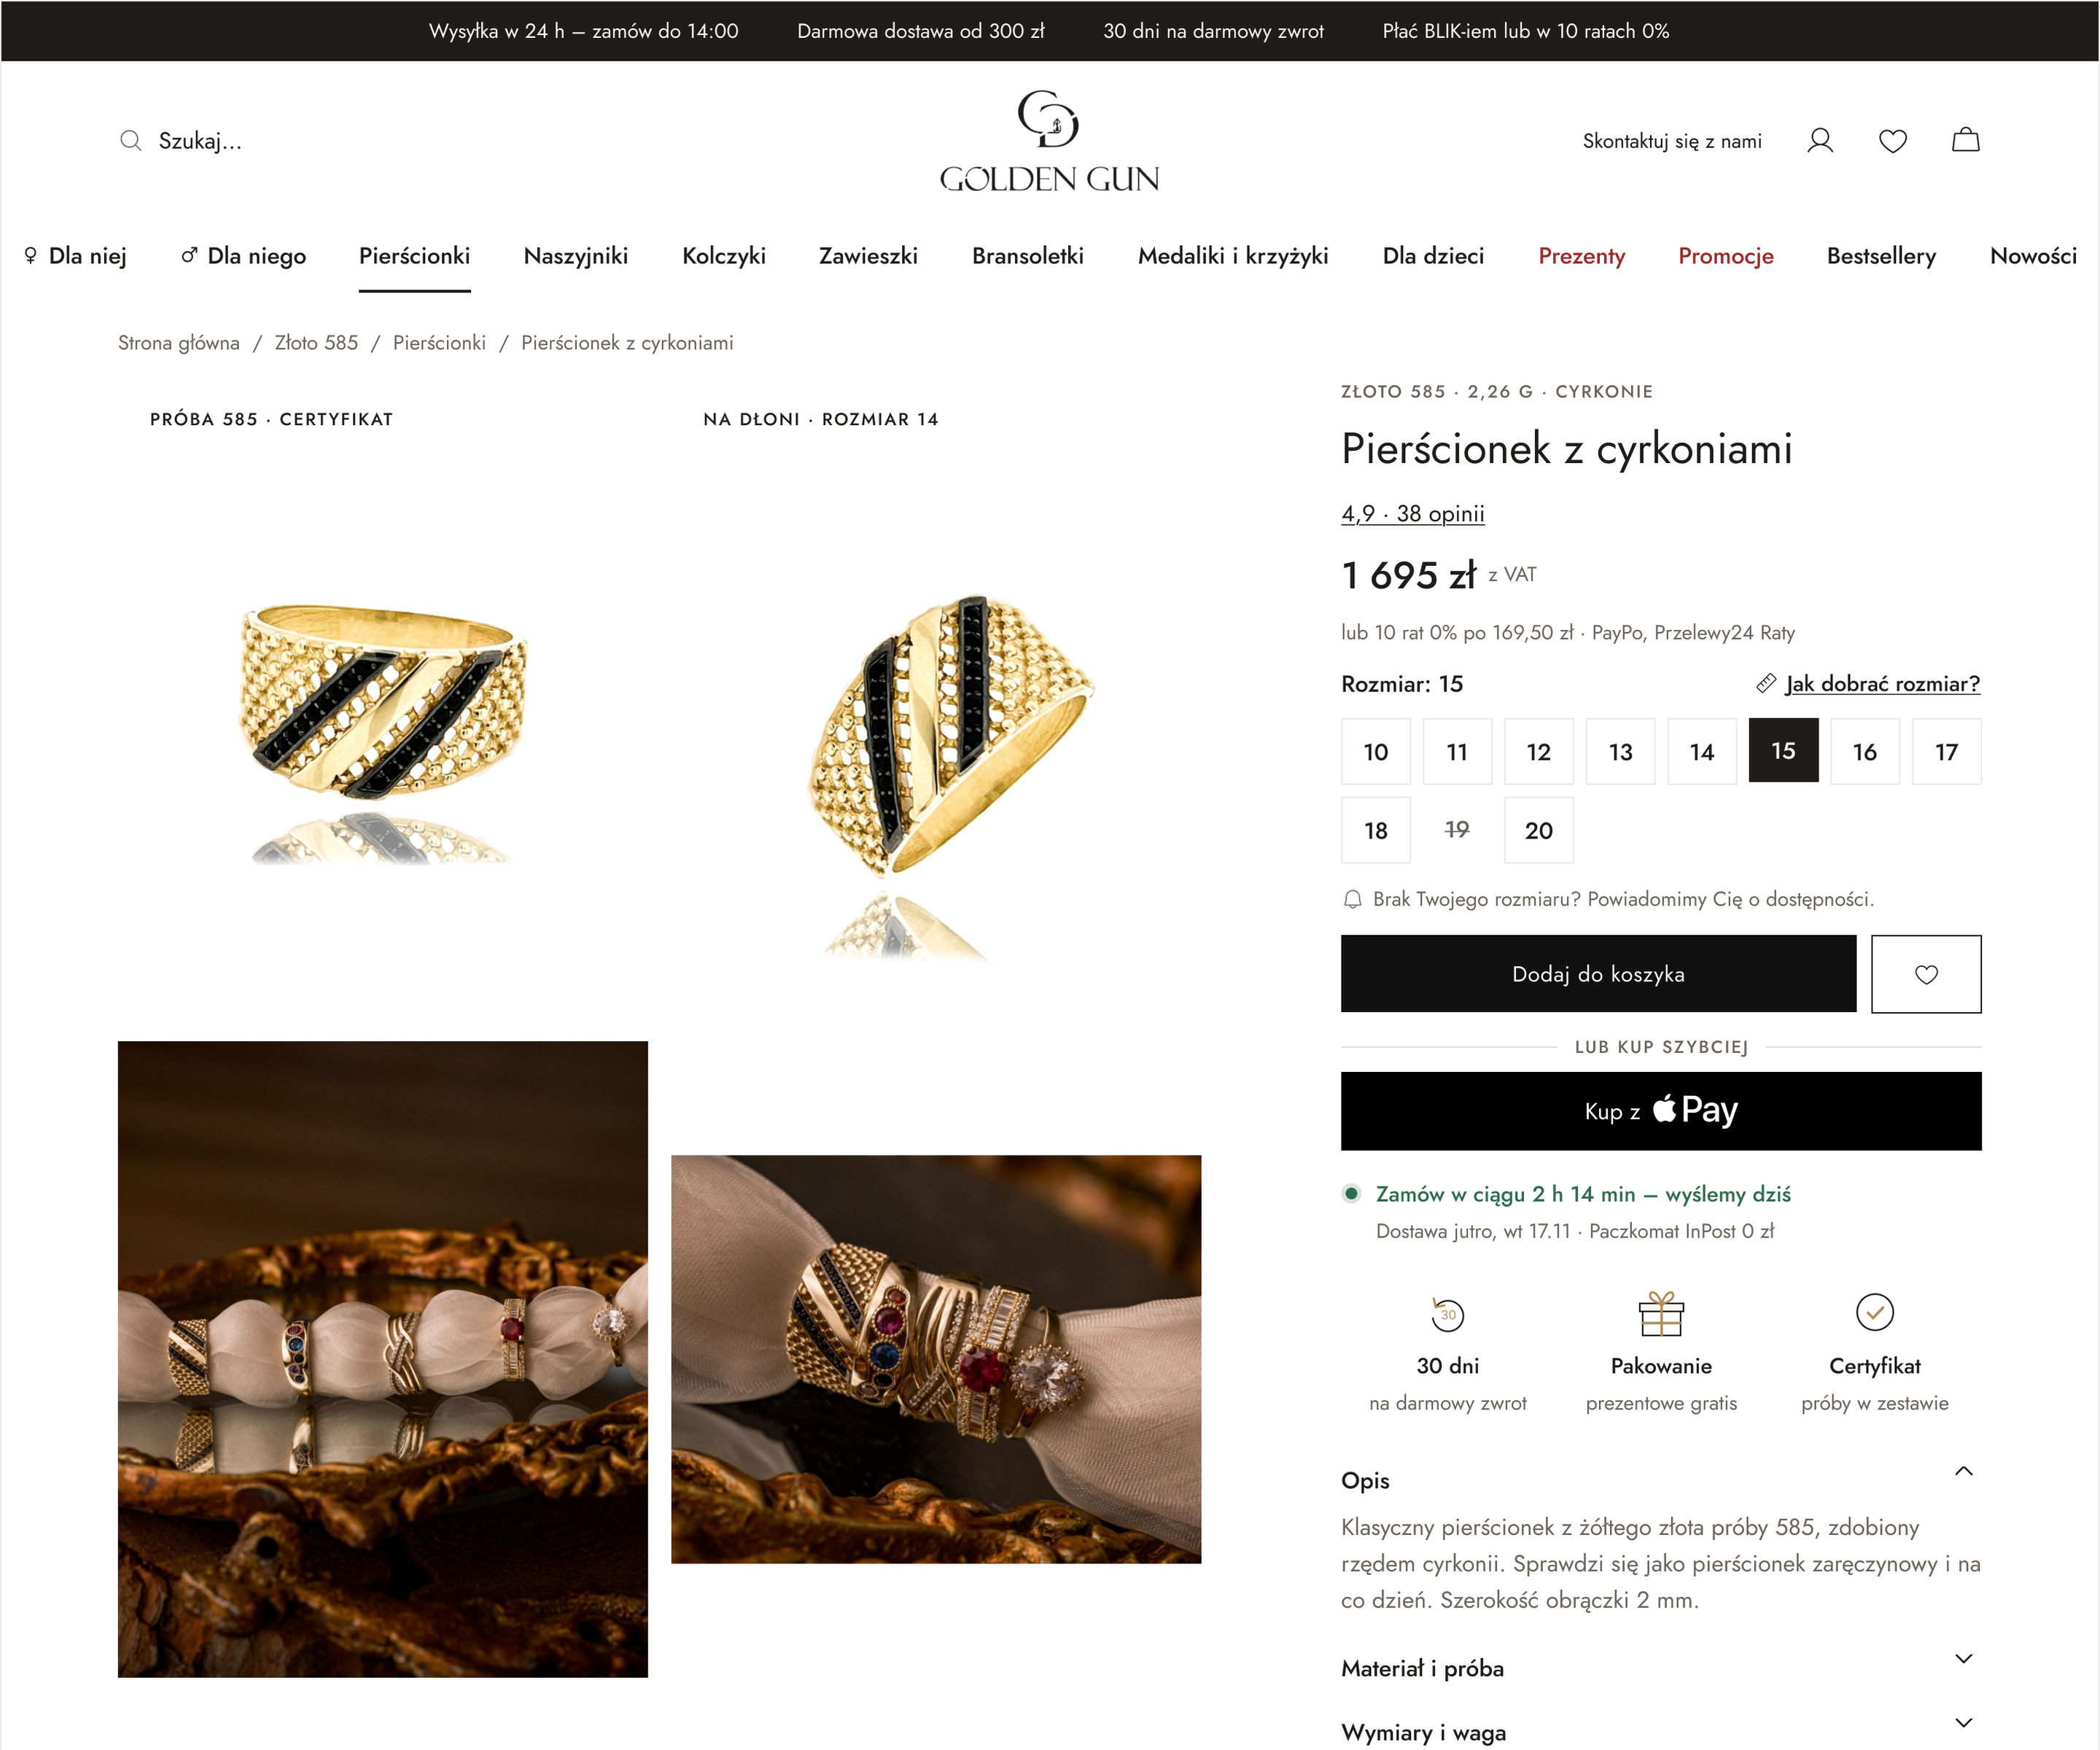 Wysyłka w 24 h – zamów do 14:00 Darmowa dostawa od 300 zł 30 dni na darmowy zwrot Płać BLIK-iem lub w 10 ratach 0%
Szukaj...
GOLDEN GUN
Skontaktuj się z nami
Dla niej Dla niego Pierścionki Naszyjniki Kolczyki Zawieszki Bransoletki Medaliki i krzyżyki Dla dzieci Prezenty Promocje Bestsellery Nowości
Strona główna / Złoto 585 / Pierścionki / Pierścionek z cyrkoniami
PRÓBA 585 · CERTYFIKAT
NA DŁONI · ROZMIAR 14
ZŁOTO 585 · 2,26 G · CYRKONIE
Pierścionek z cyrkoniami
4,9 · 38 opinii
1 695 zł z VAT
lub 10 rat 0% po 169,50 zł · PayPo, Przelewy24 Raty
Rozmiar: 15 Jak dobrać rozmiar?
10 11 12 13 14 15 16 17
18 19 20
Brak Twojego rozmiaru? Powiadomimy Cię o dostępności.
Dodaj do koszyka
LUB KUP SZYBCIEJ
Kup z Pay
Zamów w ciągu 2 h 14 min – wyślemy dziś
Dostawa jutro, wt 17.11 · Paczkomat InPost 0 zł
30
30 dni Pakowanie Certyfikat
na darmowy zwrot prezentowe gratis próby w zestawie
Opis
Klasyczny pierścionek z żółtego złota próby 585, zdobiony
rzędem cyrkonii. Sprawdzi się jako pierścionek zaręczynowy i na
co dzień. Szerokość obrączki 2 mm.
Materiał i próba
Wymiary i waga